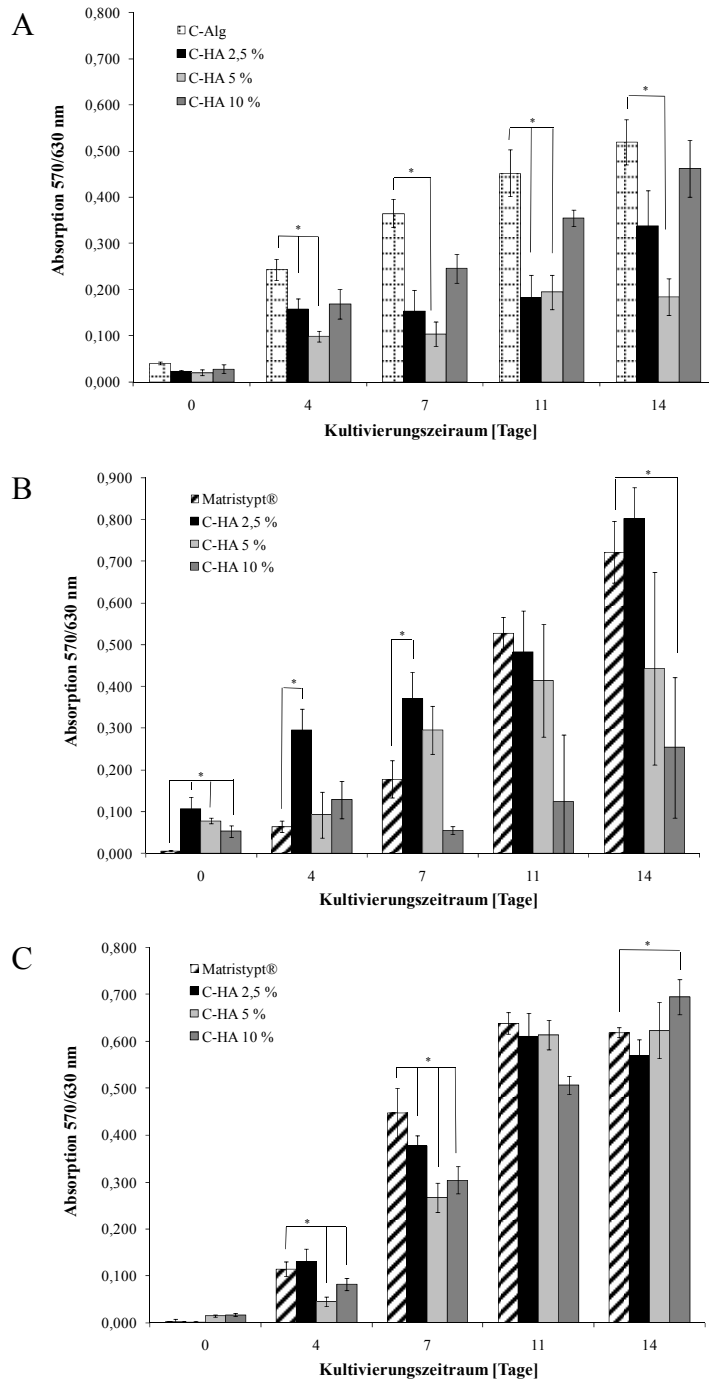 A
Absorption 570/630 nm
0,800
0,700
0,600
0,500
0,400
0,300
0,200
0,100
0,000
C-Alg
C-HA 2,5 %
C-HA 5 %
C-HA 10 %
*
*
*
*
0
4
7
11
14
Kultivierungszeiraum [Tage]
B
Absorption 570/630 nm
0,900
0,800
0,700
0,600
0,500
0,400
0,300
0,200
0,100
0,000
Matristypt®
C-HA 2,5 %
C-HA 5 %
C-HA 10 %
*
*
*
*
0
4
7
11
14
Kultivierungszeitraum [Tage]
C
Absorption 570/630 nm
0,800
0,700
0,600
0,500
0,400
0,300
0,200
0,100
0,000
Matristypt®
C-HA 2,5 %
C-HA 5 %
C-HA 10 %
*
*
*
0
4
7
11
14
Kultivierungszeitraum [Tage]